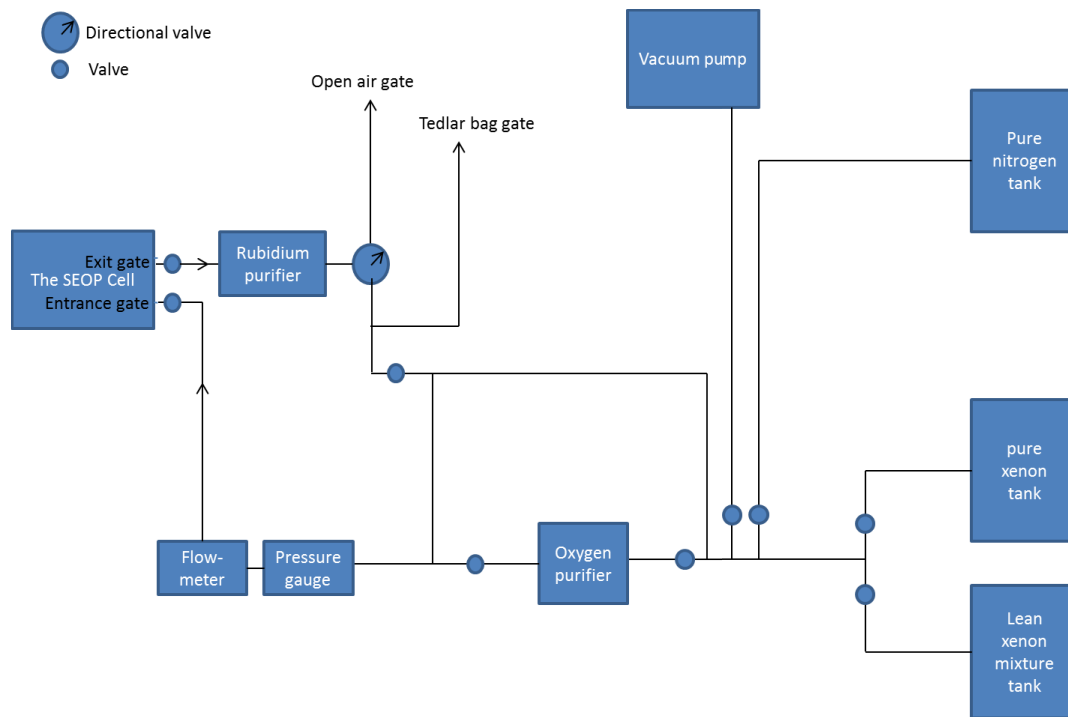 Directional valve
Valve
Open air gate
Tedlar bag gate
Vacuum pump
Pure
nitrogen
tank
Exit gate
The SEOP Cell
Entrance gate
Rubidium
purifier
pure
xenon
tank
Flow-
meter
Pressure
gauge
Oxygen
purifier
Lean
xenon
mixture
tank